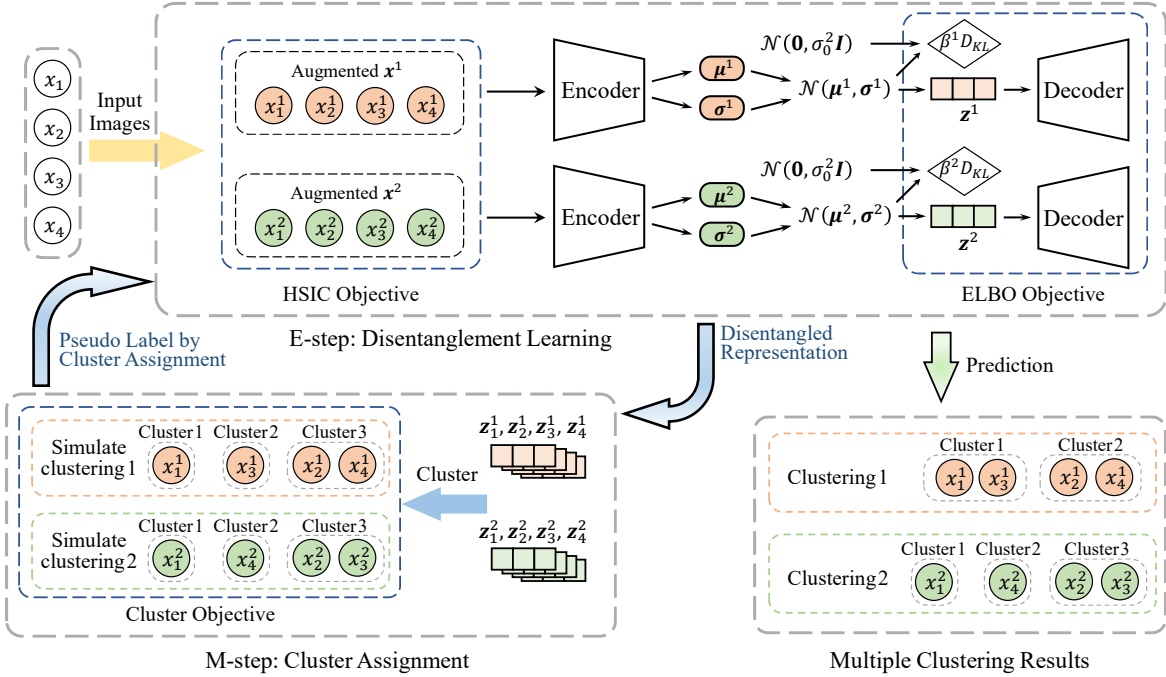 x₁
x₂
x₃
x₄
Input
Images
Augmented 𝒙¹
x₁¹ x₂¹ x₃¹ x₄¹
Augmented 𝒙²
x₁² x₂² x₃² x₄²
HSIC Objective
Encoder
μ¹
σ¹
𝒩(𝟎, σ₀²𝑰)
𝒩(μ¹, σ¹)
β¹D_KL
z¹
Decoder
Encoder
μ²
σ²
𝒩(𝟎, σ₀²𝑰)
𝒩(μ², σ²)
β²D_KL
z²
Decoder
ELBO Objective
E-step: Disentanglement Learning
Pseudo Label by
Cluster Assignment
Disentangled
Representation
Prediction
Simulate
clustering1
Cluster1 Cluster2 Cluster3
x₁¹ x₃¹ x₂¹ x₄¹
Simulate
clustering2
Cluster1 Cluster2 Cluster3
x₁² x₄² x₂² x₃²
Cluster Objective
Cluster
z₁¹, z₂¹, z₃¹, z₄¹
z₁², z₂², z₃², z₄²
M-step: Cluster Assignment
Clustering1
Cluster1 Cluster2
x₁¹ x₃¹ x₂¹ x₄¹
Clustering2
Cluster1 Cluster2 Cluster3
x₁² x₄² x₂² x₃²
Multiple Clustering Results